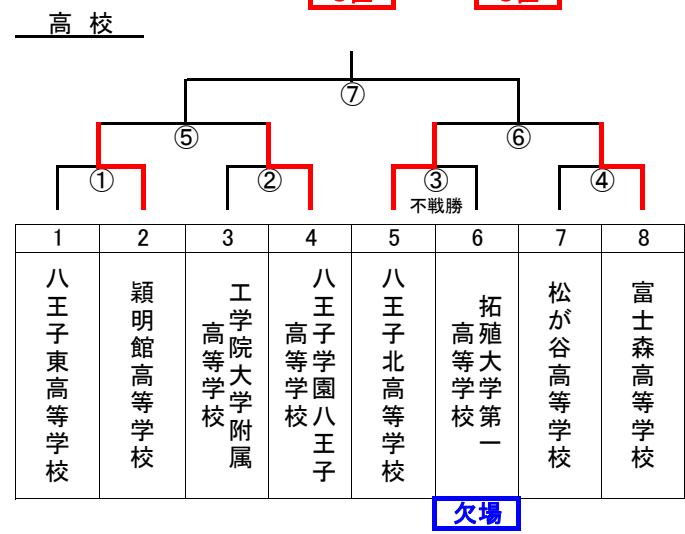 高校
⑦
⑤ ⑥
① ② ③ ④
不戦勝
1 2 3 4 5 6 7 8
八王子東高等学校
穎明館高等学校
工学院大学附属
高等学校
八王子学園八王子
高等学校
八王子北高等学校
拓殖大学第一
高等学校
松が谷高等学校
富士森高等学校
欠場